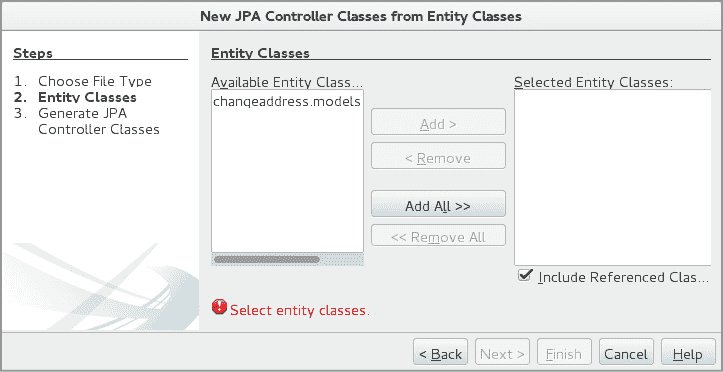 New JPA Controller Classes from Entity Classes
Steps
1. Choose File Type
2. Entity Classes
3. Generate JPA
Controller Classes
Entity Classes
Available Entity Class...
changeaddress.models
Add >
< Remove
Add All >>
<< Remove All
Selected Entity Classes:
Include Referenced Clas...
Select entity classes.
< Back
Next >
Finish
Cancel
Help